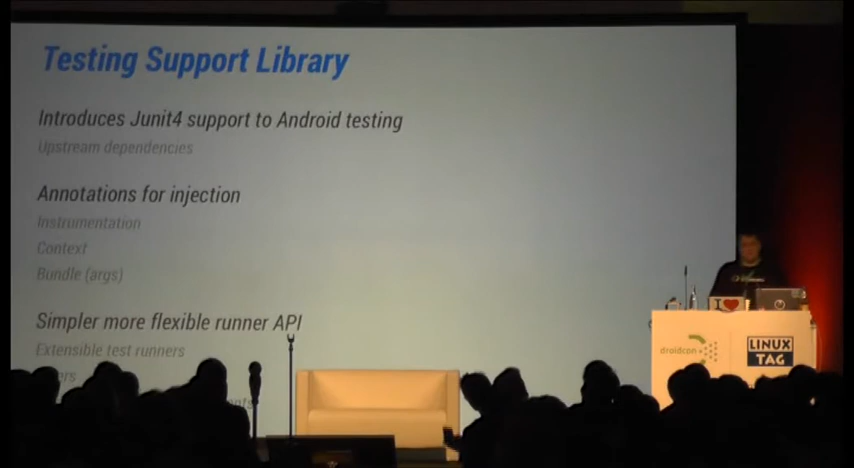 Testing Support Library
Introduces Junit4 support to Android testing
Upstream dependencies
Annotations for injection
Instrumentation
Context
Bundle (args)
Simpler more flexible runner API
Extensible test runners
droidcon
I
LINUX
TAG